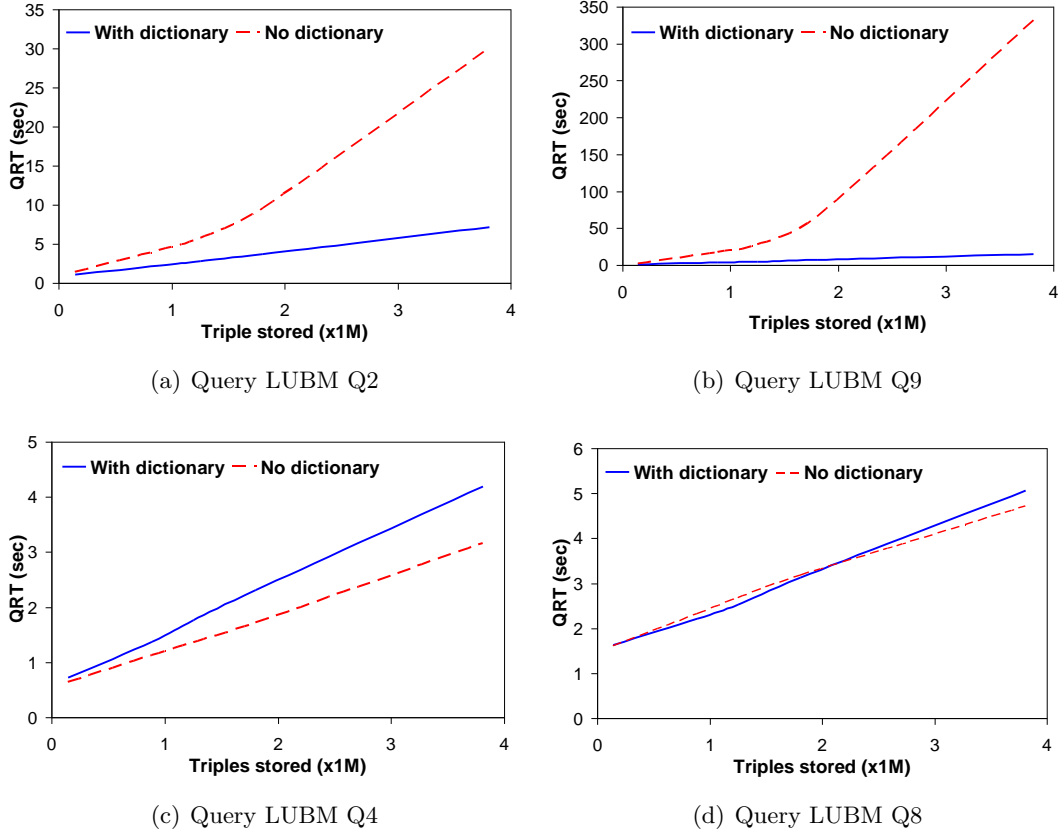 35
30
25
20
15
10
5
0
QRT (sec)
With dictionary No dictionary
0 1 2 3 4
Triple stored (x1M)
(a) Query LUBM Q2
350
300
250
200
150
100
50
0
QRT (sec)
With dictionary No dictionary
0 1 2 3 4
Triples stored (x1M)
(b) Query LUBM Q9
5
4
3
2
1
0
QRT (sec)
With dictionary No dictionary
0 1 2 3 4
Triples stored (x1M)
(c) Query LUBM Q4
6
5
4
3
2
1
0
QRT (sec)
With dictionary No dictionary
0 1 2 3 4
Triples stored (x1M)
(d) Query LUBM Q8